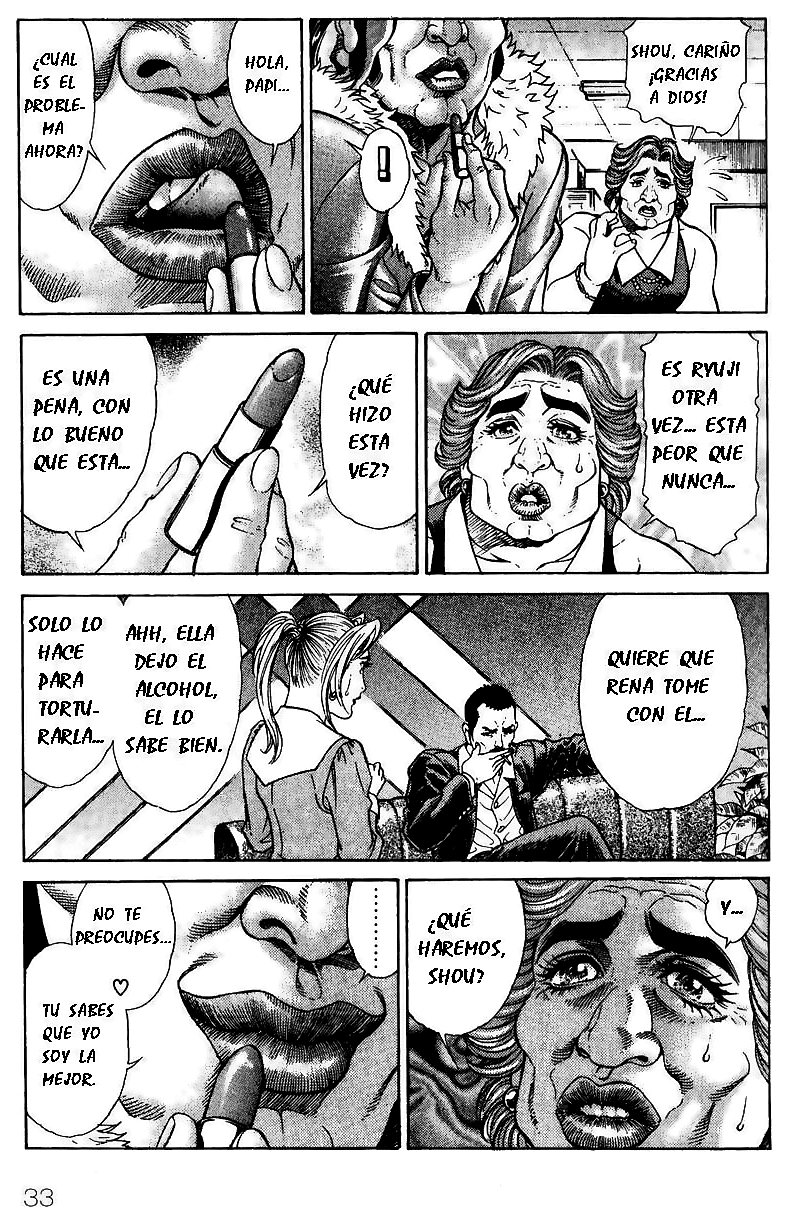 SHOU, CARIÑO
¡GRACIAS
A DIOS!
!
HOLA,
PAPI...
¿CUAL
ES EL
PROBLE-
MA
AHORA?
ES RYUJI
OTRA
VEZ... ESTA
PEOR QUE
NUNCA...
¿QUÉ
HIZO
ESTA
VEZ?
ES UNA
PENA, CON
LO BUENO
QUE ESTA...
QUIERE QUE
RENA TOME
CON EL...
AHH, ELLA
DEJO EL
ALCOHOL,
EL LO
SABE BIEN.
SOLO LO
HACE
PARA
TORTU-
RARLA...
Y...
¿QUÉ
HAREMOS,
SHOU?
.........
NO TE
PREOCUPES...
♡
TU SABES
QUE YO
SOY LA
MEJOR.
33